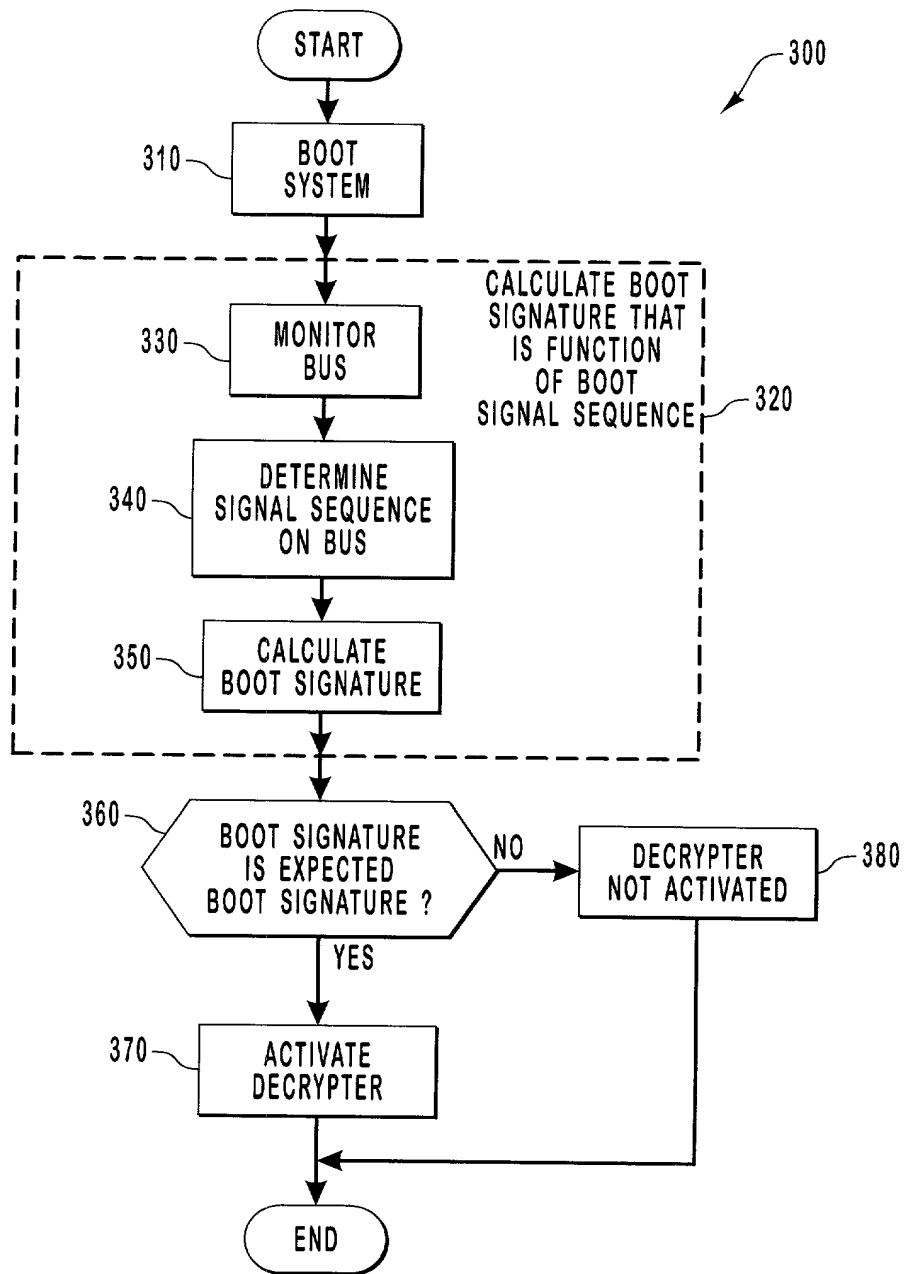 START
300
310
BOOT
SYSTEM
CALCULATE BOOT
SIGNATURE THAT
IS FUNCTION
OF BOOT
SIGNAL SEQUENCE
320
330
MONITOR
BUS
340
DETERMINE
SIGNAL SEQUENCE
ON BUS
350
CALCULATE
BOOT SIGNATURE
360
BOOT SIGNATURE
IS EXPECTED
BOOT SIGNATURE ?
NO
DECRYPTER
NOT ACTIVATED
380
YES
370
ACTIVATE
DECRYPTER
END